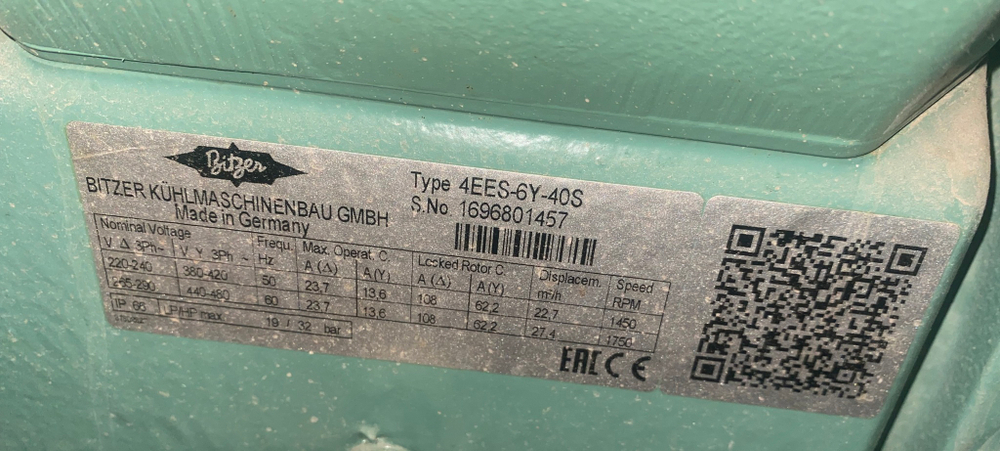 Bitzer
BITZER KÜHLMASCHINENBAU GMBH
Made in Germany
Type 4EES-6Y-40S
S.No 1696801457
Nominal Voltage Frequ. Max. Operat. C. Locked Rotor C. Displacem. Speed
V Δ 3Ph~ V Y 3Ph ~ Hz A (Δ) A (Y) A (Δ) A (Y) m³/h RPM
220-240 380-420 50 23,7 13,6 108 62,2 22,7 1450
265-290 440-480 60 23,7 13,6 108 62,2 27,4 1750
IP 66 LP/HP max. 19 / 32 bar
EAC CE